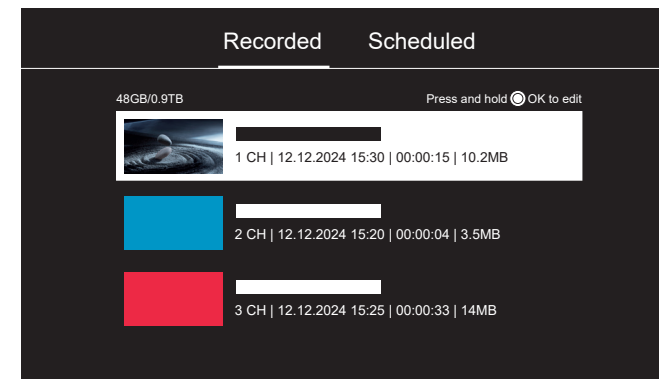 Recorded Scheduled
48GB/0.9TB Press and hold OK to edit
1 CH | 12.12.2024 15:30 | 00:00:15 | 10.2MB
2 CH | 12.12.2024 15:20 | 00:00:04 | 3.5MB
3 CH | 12.12.2024 15:25 | 00:00:33 | 14MB